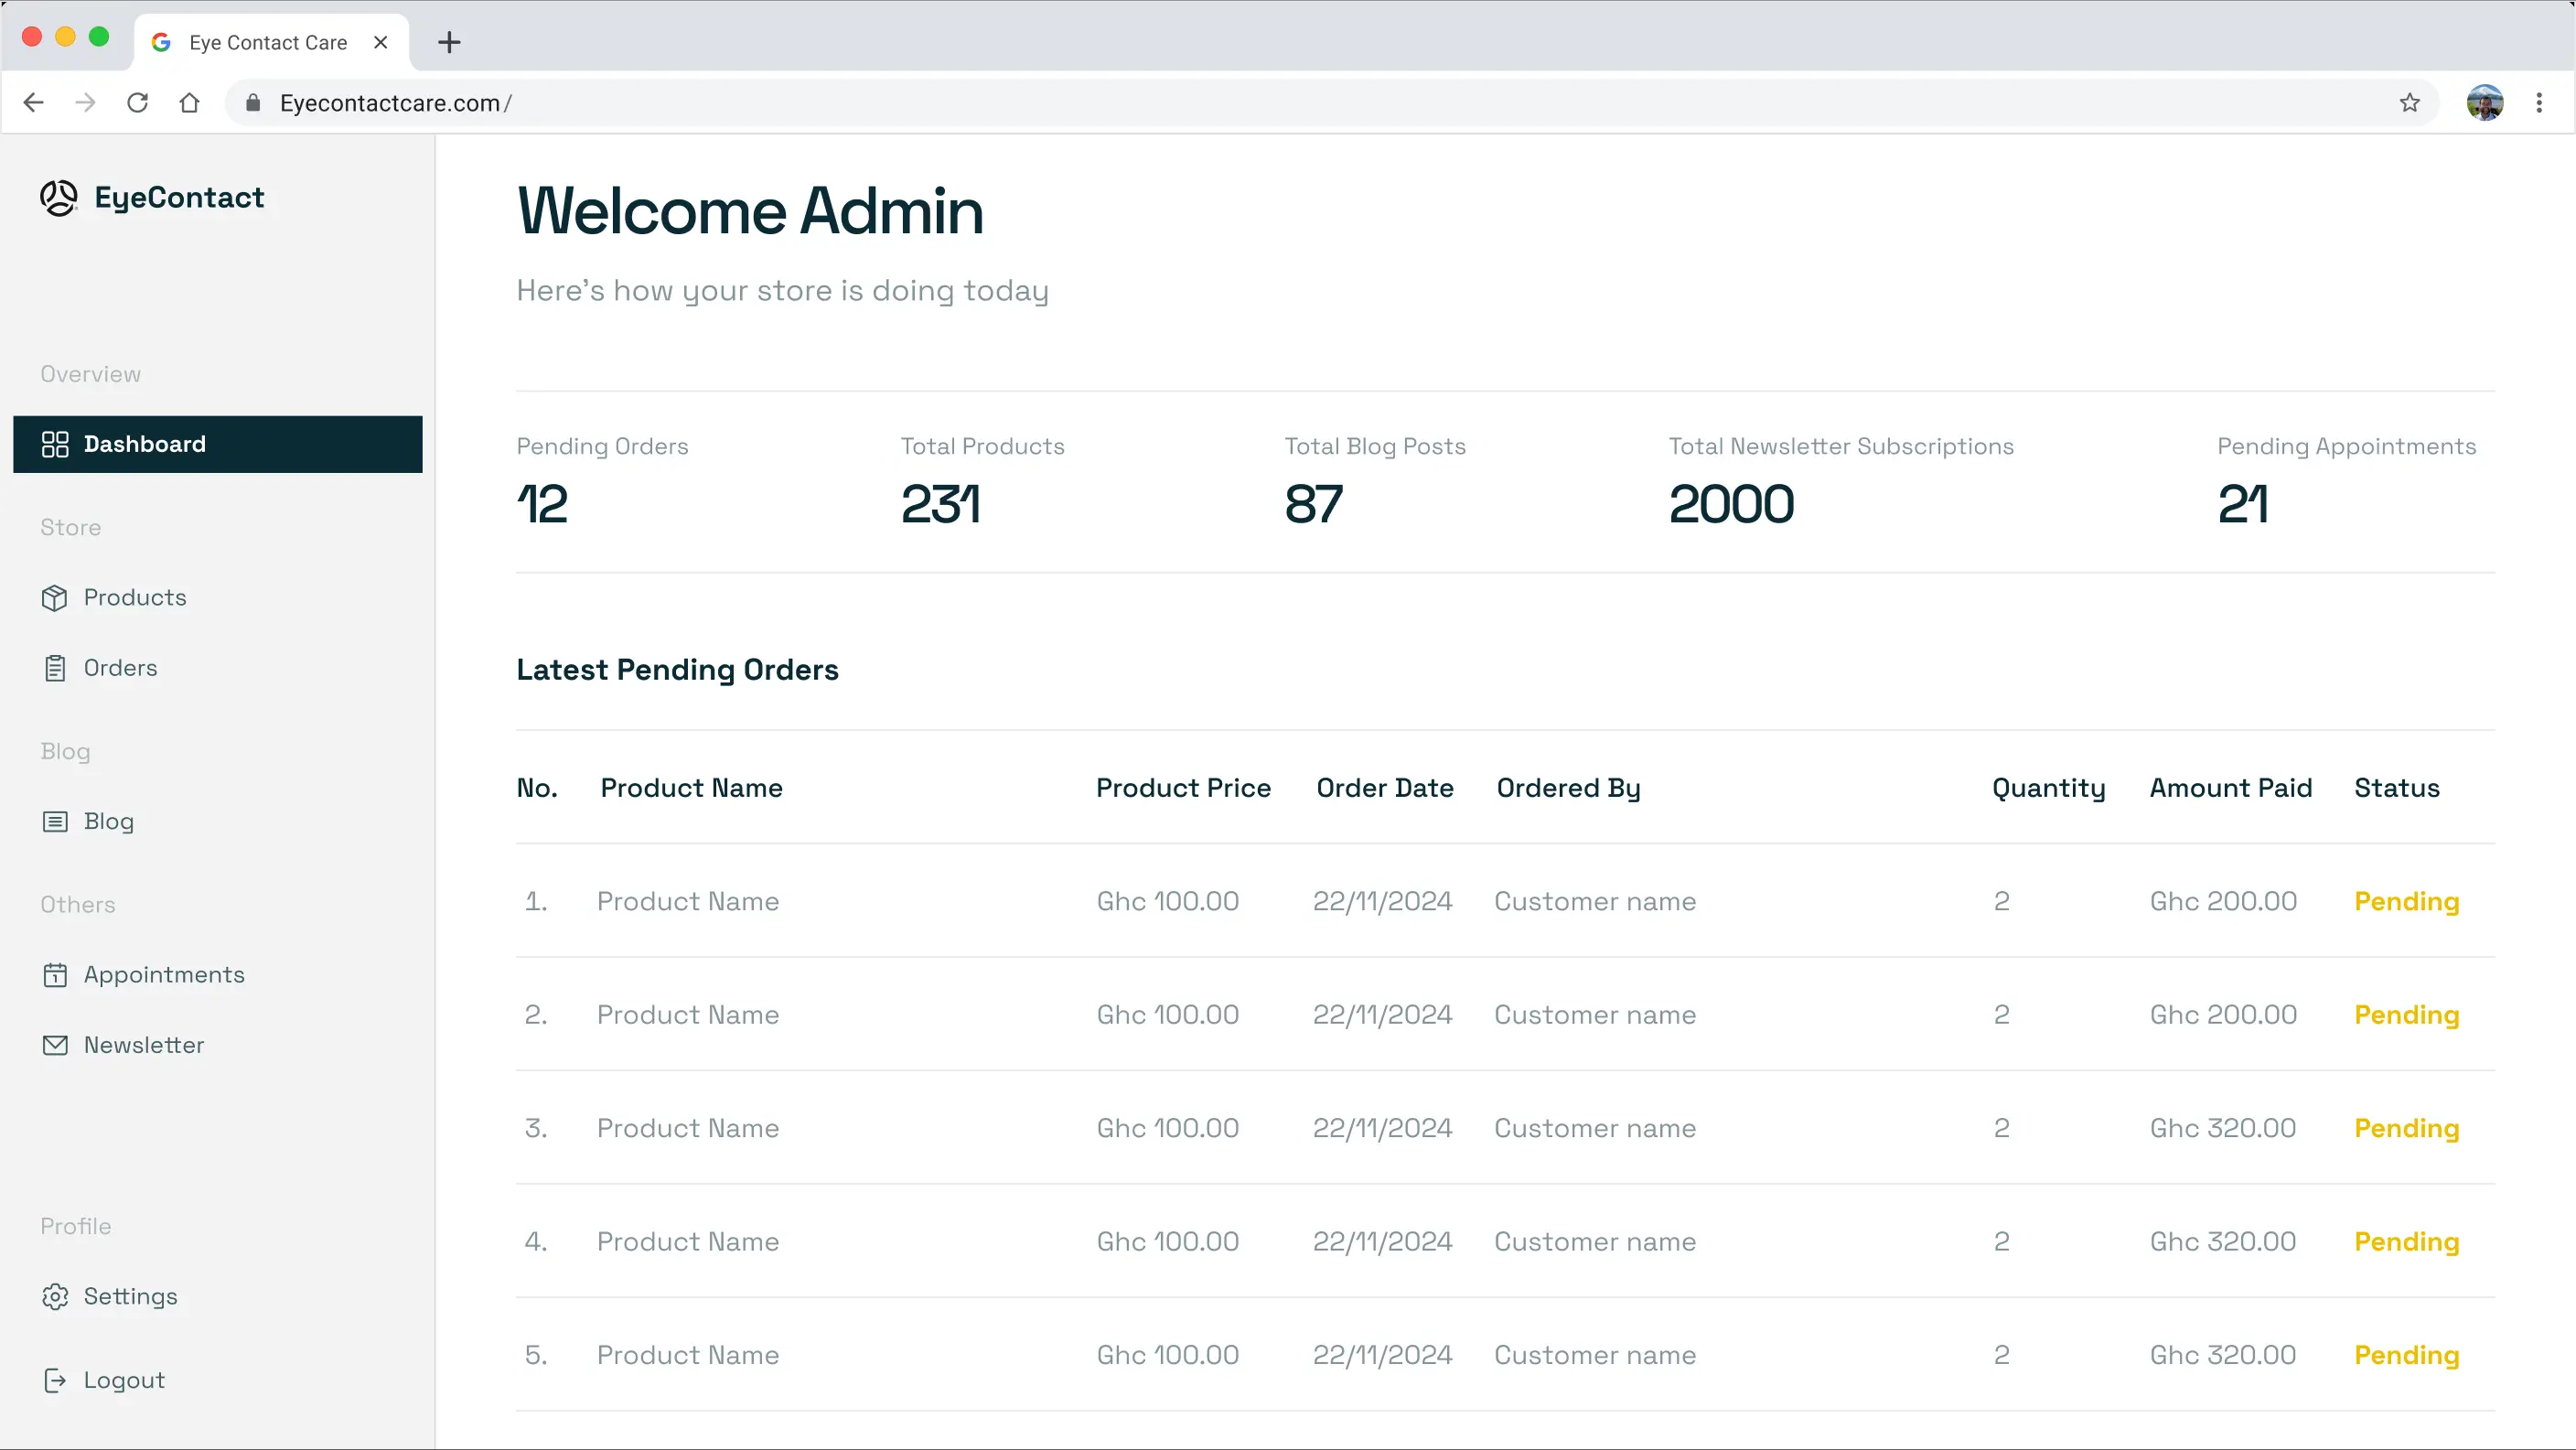 Eye Contact Care
Eyecontactcare.com/
EyeContact
Overview
Dashboard
Store
Products
Orders
Blog
Blog
Others
Appointments
Newsletter
Profile
Settings
Logout
Welcome Admin
Here's how your store is doing today
Pending Orders Total Products Total Blog Posts Total Newsletter Subscriptions Pending Appointments
12 231 87 2000 21
Latest Pending Orders
No. Product Name Product Price Order Date Ordered By Quantity Amount Paid Status
1. Product Name Ghc 100.00 22/11/2024 Customer name 2 Ghc 200.00 Pending
2. Product Name Ghc 100.00 22/11/2024 Customer name 2 Ghc 200.00 Pending
3. Product Name Ghc 100.00 22/11/2024 Customer name 2 Ghc 320.00 Pending
4. Product Name Ghc 100.00 22/11/2024 Customer name 2 Ghc 320.00 Pending
5. Product Name Ghc 100.00 22/11/2024 Customer name 2 Ghc 320.00 Pending